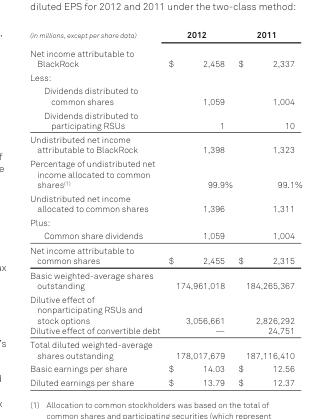 diluted EPS for 2012 and 2011 under the two-class method:
(in millions, except per share data) 2012 2011
Net income attributable to
BlackRock $ 2,458 $ 2,337
Less:
Dividends distributed to
common shares 1,059 1,004
Dividends distributed to
participating RSUs 1 10
Undistributed net income
attributable to BlackRock 1,398 1,323
Percentage of undistributed net
income allocated to common
shares(1) 99.9% 99.1%
Undistributed net income
allocated to common shares 1,396 1,311
Plus:
Common share dividends 1,059 1,004
Net income attributable to
common shares $ 2,455 $ 2,315
Basic weighted-average shares
outstanding 174,961,018 184,265,367
Dilutive effect of
nonparticipating RSUs and
stock options 3,056,661 2,826,292
Dilutive effect of convertible debt — 24,751
Total diluted weighted-average
shares outstanding 178,017,679 187,116,410
Basic earnings per share $ 14.03 $ 12.56
Diluted earnings per share $ 13.79 $ 12.37
(1) Allocation to common stockholders was based on the total of
common shares and participating securities (which represent